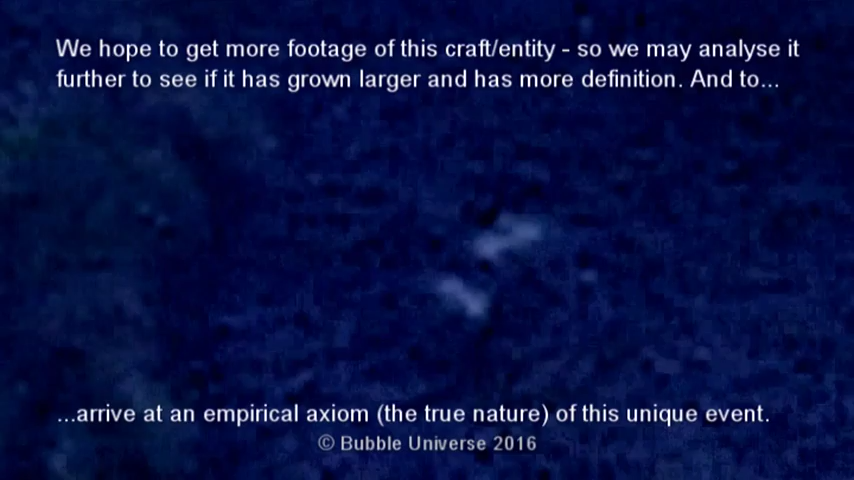 We hope to get more footage of this craft/entity - so we may analyse it
further to see if it has grown larger and has more definition. And to...
...arrive at an empirical axiom (the true nature) of this unique event.
© Bubble Universe 2016